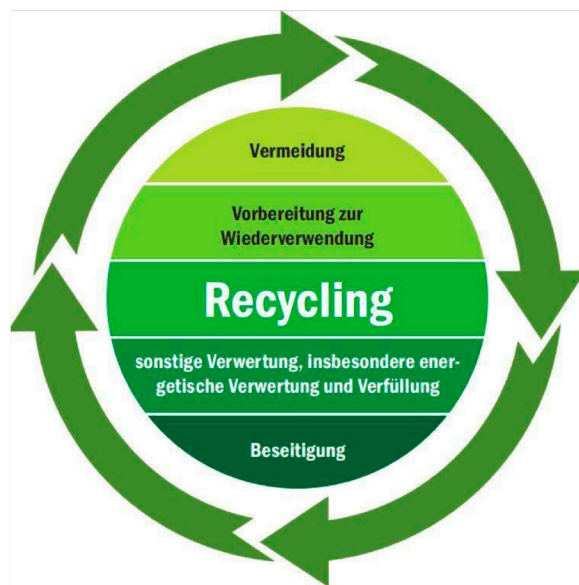 Vermeidung
Vorbereitung zur
Wiederverwendung
Recycling
sonstige Verwertung, insbesondere ener-
getische Verwertung und Verfüllung
Beseitigung